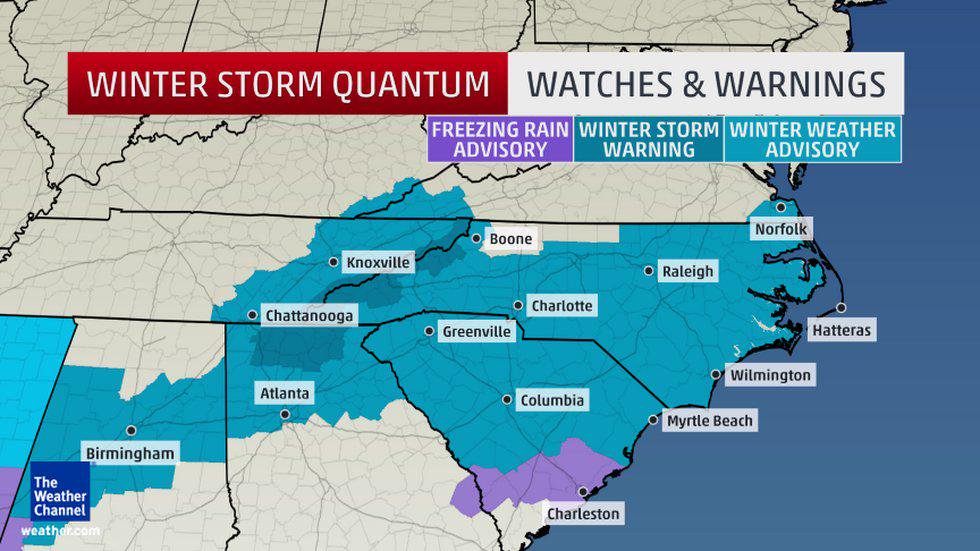 WINTER STORM QUANTUM
WATCHES & WARNINGS
FREEZING RAIN
ADVISORY
WINTER STORM
WARNING
WINTER WEATHER
ADVISORY
Norfolk
Boone
Knoxville
Raleigh
Chattanooga
Charlotte
Greenville
Hatteras
Wilmington
Atlanta
Columbia
Myrtle Beach
Birmingham
Charleston
The
Weather
Channel
weather.com